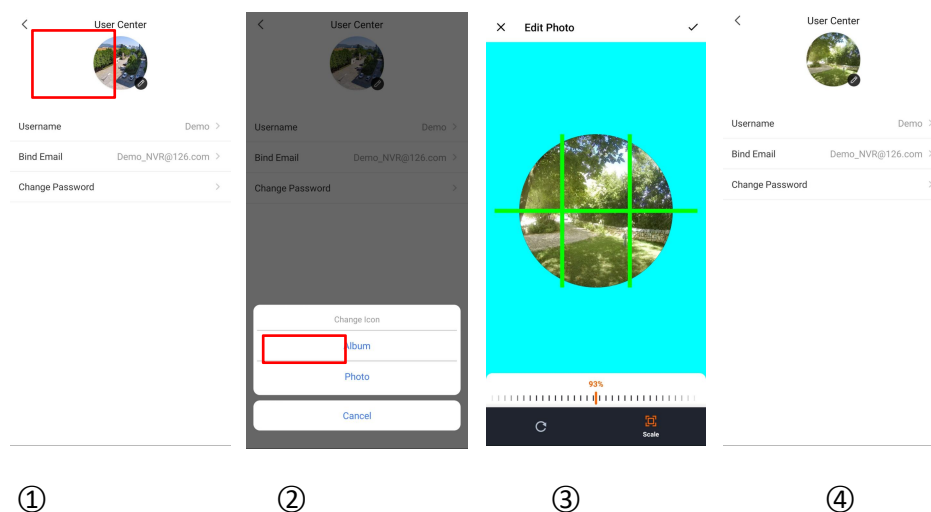 User Center
Username Demo
Bind Email Demo_NVR@126.com
Change Password
User Center
Username Demo
Bind Email Demo_NVR@126.com
Change Password
Change Icon
Album
Photo
Cancel
Edit Photo
93%
Scale
User Center
Username Demo
Bind Email Demo_NVR@126.com
Change Password
① ② ③ ④